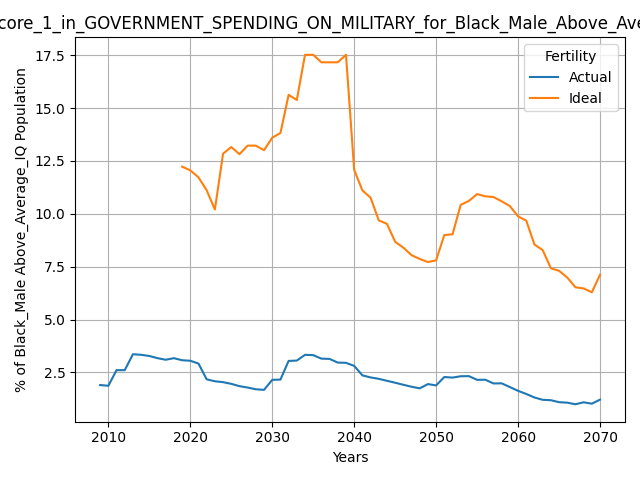 core_1_in_GOVERNMENT_SPENDING_ON_MILITARY_for_Black_Male_Above_Ave
% of Black_Male Above_Average_IQ Population
17.5
15.0
12.5
10.0
7.5
5.0
2.5
Fertility
Actual
Ideal
2010 2020 2030 2040 2050 2060 2070
Years